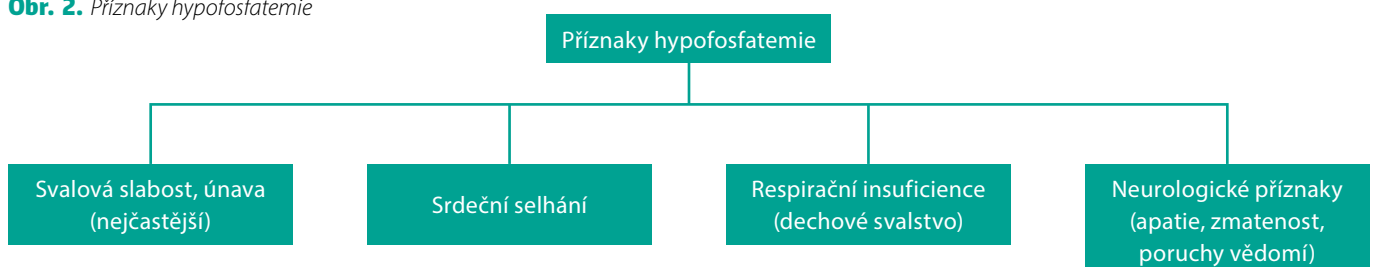 Obr. 2. Příznaky hypofosfatemie
Příznaky hypofosfatemie
Svalová slabost, únava
(nejčastější)
Srdeční selhání
Respirační insuficience
(dechové svalstvo)
Neurologické příznaky
(apatie, zmatenost,
poruchy vědomí)